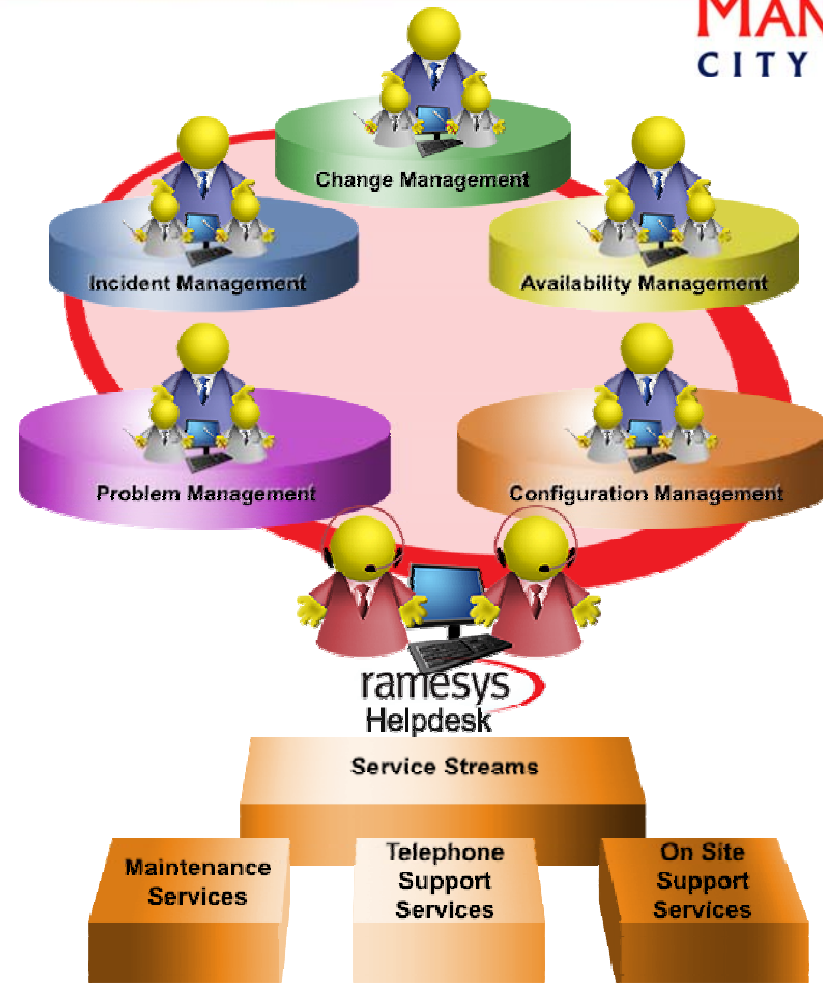 MAN
CITY
Change Management
Incident Management
Availability Management
Problem Management
Configuration Management
ramesys
Helpdesk
Service Streams
Maintenance
Services
Telephone
Support
Services
On Site
Support
Services